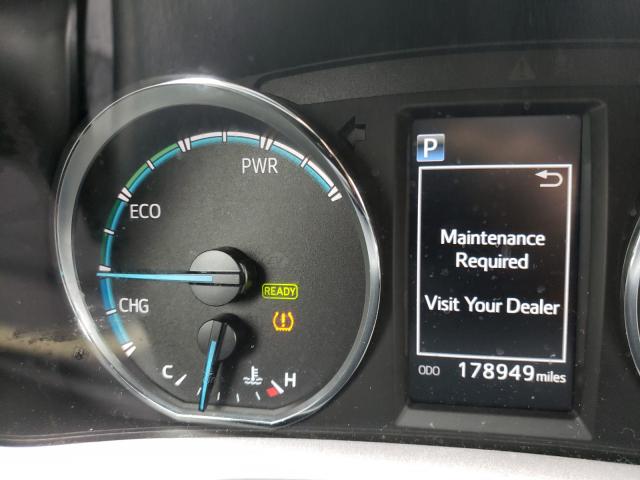 PWR
ECO
CHG
READY
C
H
P
Maintenance
Required
Visit Your Dealer
ODO 178949 miles